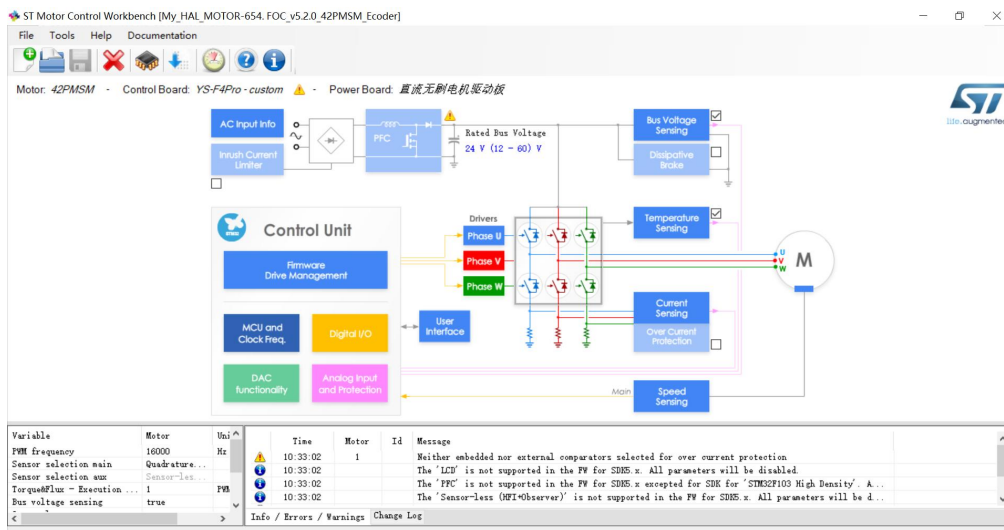 ST Motor Control Workbench [My_HAL_MOTOR-654. FOC_v5.2.0_42PMSM_Ecoder]
File Tools Help Documentation
Motor: 42PMSM - Control Board: YS-F4Pro - custom - Power Board: 直流无刷电机驱动板
ST
life.augmented
AC Input Info
Inrush Current
Limiter
PFC
Rated Bus Voltage
24 V (12 - 60) V
Bus Voltage
Sensing
Dissipative
Brake
Control Unit
Firmware
Drive Management
MCU and
Clock Freq.
Digital I/O
DAC
functionality
Analog Input
and Protection
User
Interface
Drivers
Phase U
Phase V
Phase W
Temperature
Sensing
U
V
W
M
Current
Sensing
Over Current
Protection
Main
Speed
Sensing
Variable Motor Uni
PWM frequency 16000 Hz
Sensor selection main Quadrature...
Sensor selection aux Sensor-les...
Torque&Flux - Execution ... 1 PWM
Bus voltage sensing true
Time Motor Id Message
10:33:02 1 Neither embedded nor external comparators selected for over current protection
10:33:02 The 'LCD' is not supported in the FW for SDK5.x. All parameters will be disabled.
10:33:02 The 'PFC' is not supported in the FW for SDK5.x excepted for SDK for 'STM32F103 High Density'. A...
10:33:02 The 'Sensor-less (HFI+Observer)' is not supported in the FW for SDK5.x. All parameters will be d...
Info / Errors / Warnings Change Log